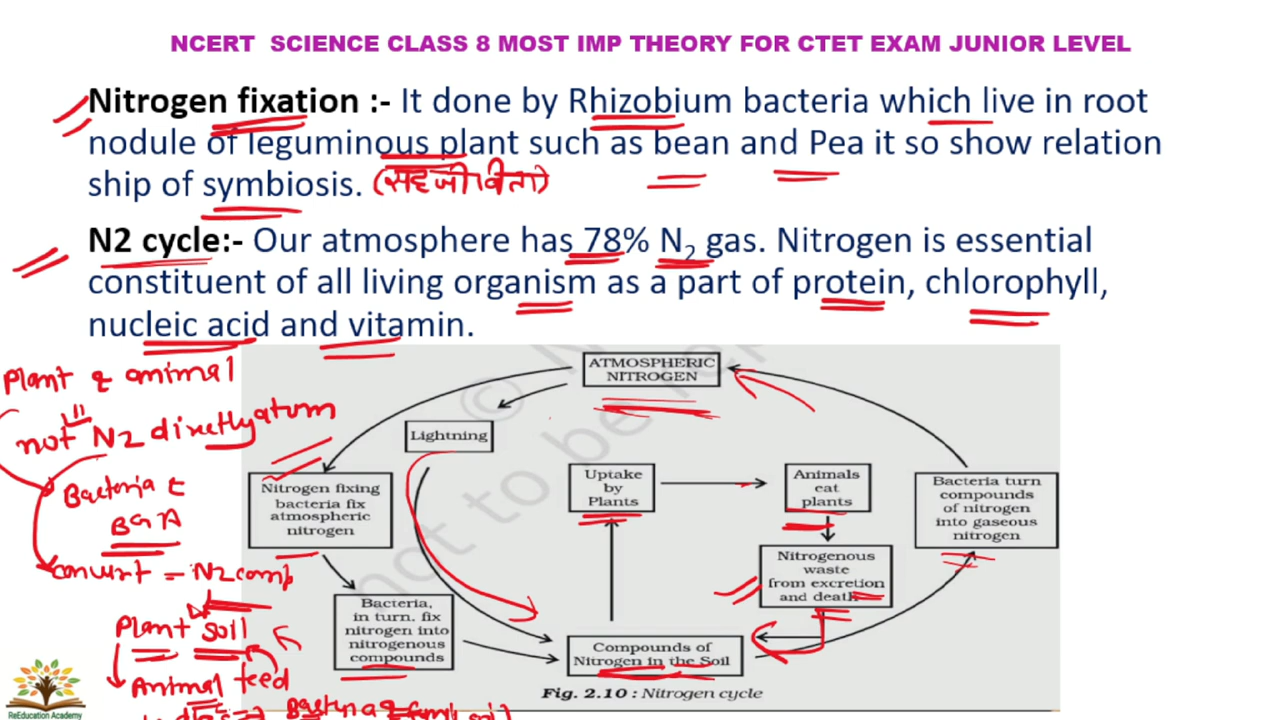 NCERT SCIENCE CLASS 8 MOST IMP THEORY FOR CTET EXAM JUNIOR LEVEL
Nitrogen fixation :- It done by Rhizobium bacteria which live in root
nodule of leguminous plant such as bean and Pea it so show relation
ship of symbiosis. (सहजीविता)
N2 cycle:- Our atmosphere has 78% N₂ gas. Nitrogen is essential
constituent of all living organism as a part of protein, chlorophyll,
nucleic acid and vitamin.
Plant & animal
not N2 directly atum
Bacteria &
BGA
convert = N2 comp
Plant soil
Animal feed
ATMOSPHERIC
NITROGEN
Lightning
Nitrogen fixing
bacteria fix
atmospheric
nitrogen
Uptake
by
Plants
Animals
eat
plants
Bacteria turn
compounds
of nitrogen
into gaseous
nitrogen
Nitrogenous
waste
from excretion
and death
Bacteria,
in turn, fix
nitrogen into
nitrogenous
compounds
Compounds of
Nitrogen in the Soil
Fig. 2.10 : Nitrogen cycle
ReEducation Academy